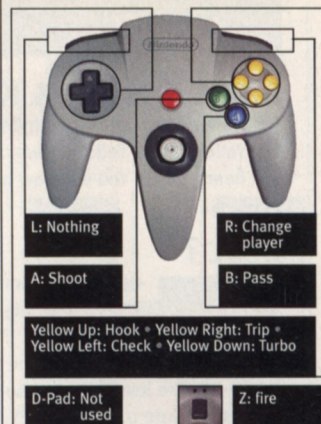 Nintendo
L: Nothing
R: Change
player
A: Shoot
B: Pass
Yellow Up: Hook • Yellow Right: Trip •
Yellow Left: Check • Yellow Down: Turbo
D-Pad: Not
used
Z: fire